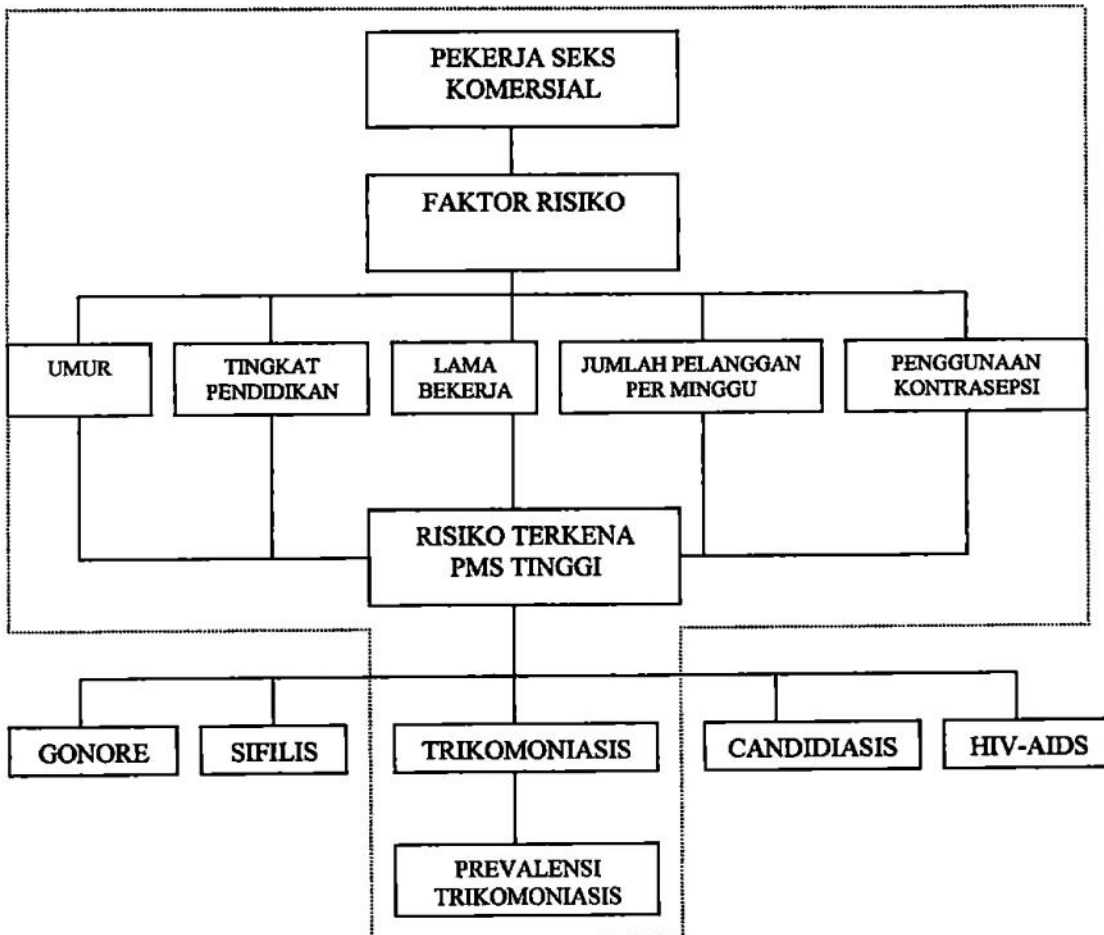 PEKERJA SEKS
KOMERSIAL
FAKTOR RISIKO
UMUR
TINGKAT
PENDIDIKAN
LAMA
BEKERJA
JUMLAH PELANGGAN
PER MINGGU
PENGGUNAAN
KONTRASEPSI
RISIKO TERKENA
PMS TINGGI
GONORE
SIFILIS
TRIKOMONIASIS
CANDIDIASIS
HIV-AIDS
PREVALENSI
TRIKOMONIASIS